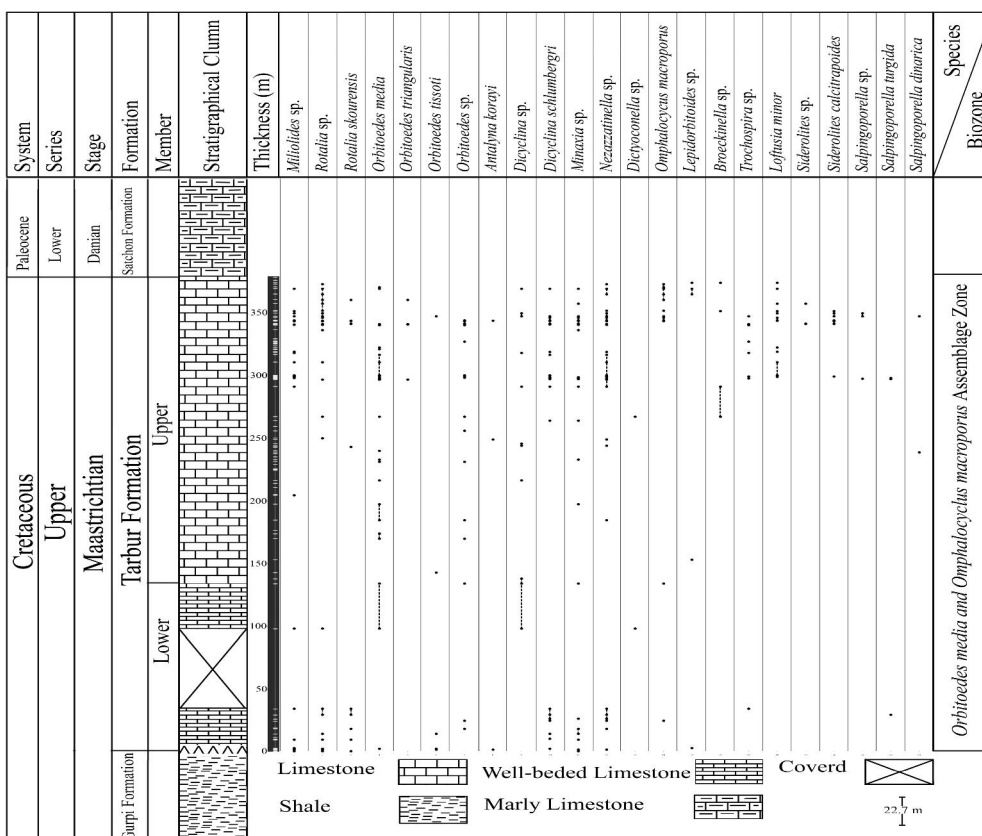 System
Series
Stage
Formation
Member
Stratigraphical Clumn
Thickness (m)
Miliolides sp.
Rotalia sp.
Rotalia skourensis
Orbitoedes media
Orbitoedes triangularis
Orbitoedes tissoti
Orbitoedes sp.
Antalyna korayi
Dicyclina sp.
Dicyclina schlumbergri
Minaxia sp.
Nezazzatinella sp.
Dictyoconella sp.
Omphalocycus macroporus
Lepidorbitoides sp.
Broeckinella sp.
Trochospira sp.
Loftusia minor
Siderolites sp.
Siderolites calcitrapoides
Salpingoporella sp.
Salpingoporella turgida
Salpingoporella dinarica
Species
Biozone
Paleocene
Lower
Danian
Satchon Formation
Cretaceous
Upper
Maastrichtian
Tarbur Formation
Upper
Lower
Gurpi Formation
350
300
250
200
150
100
50
0
Orbitoedes media and Omphalocyclus macroporus Assemblage Zone
Limestone
Well-beded Limestone
Coverd
Shale
Marly Limestone
22.7 m